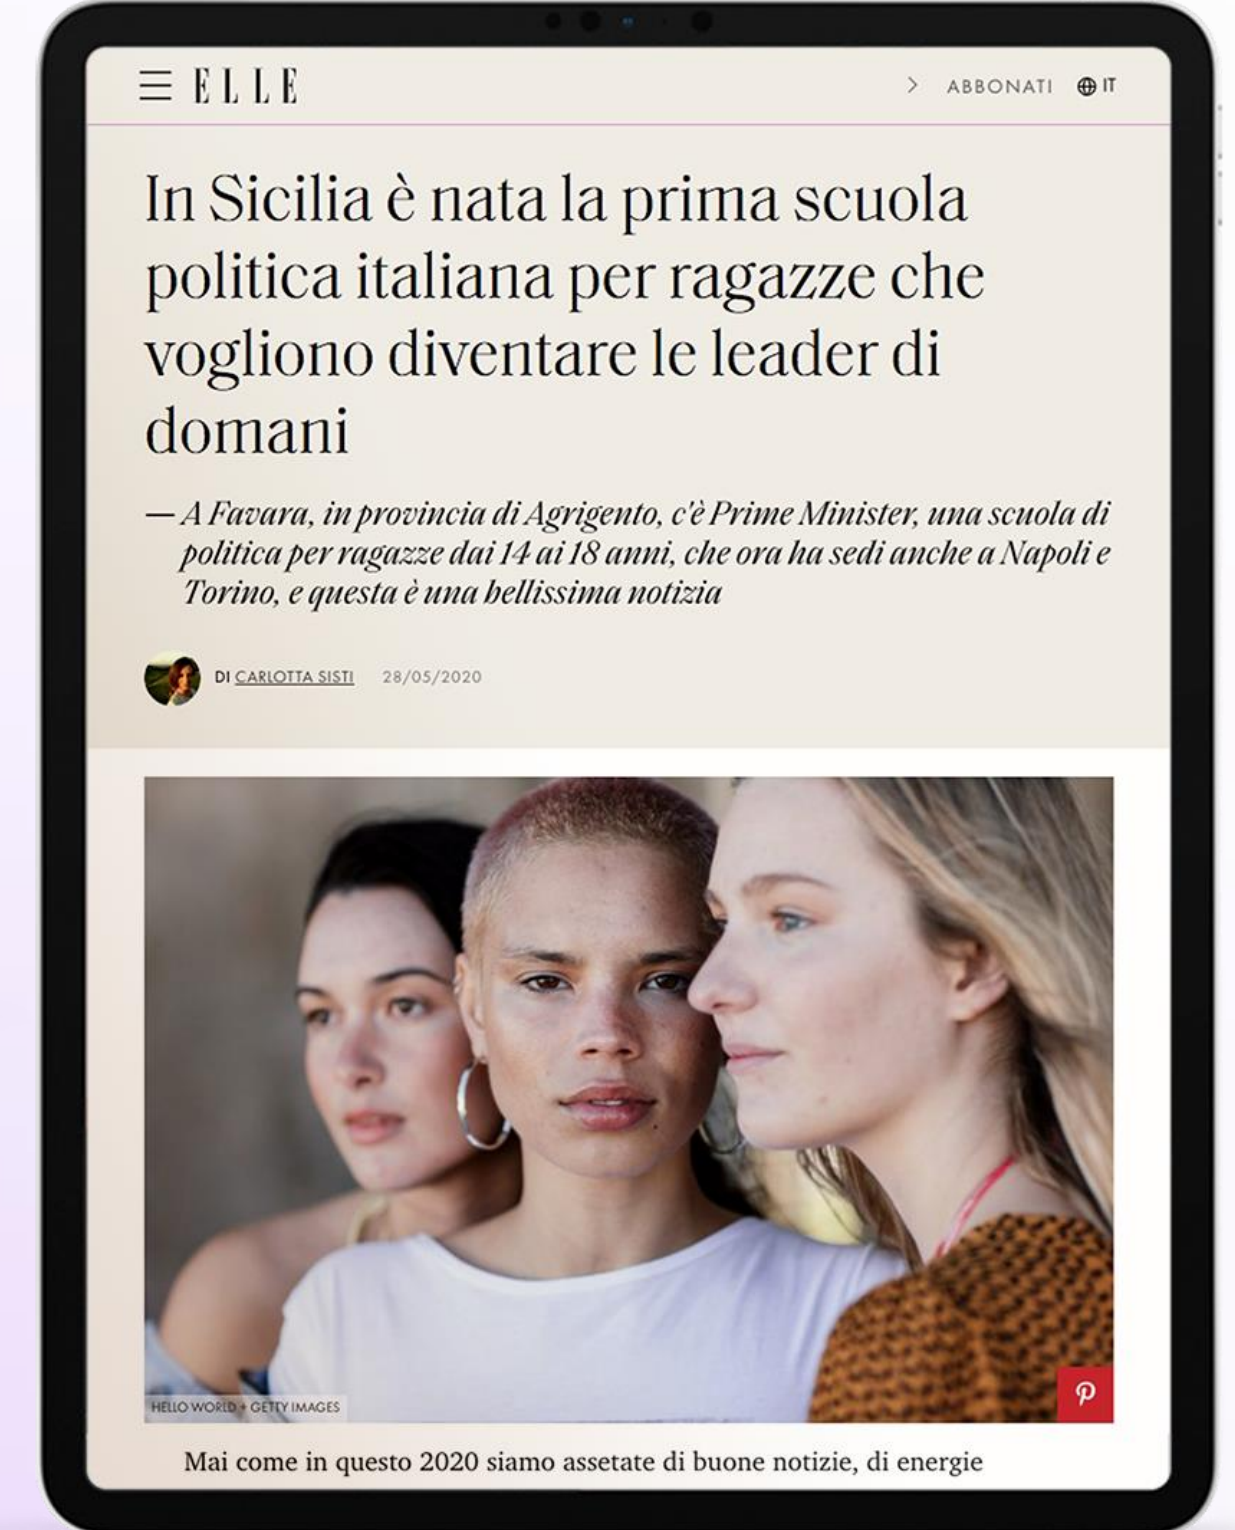 ELLE
> ABBONATI IT
In Sicilia è nata la prima scuola
politica italiana per ragazze che
vogliono diventare le leader di
domani
— A Favara, in provincia di Agrigento, c'è Prime Minister, una scuola di
politica per ragazze dai 14 ai 18 anni, che ora ha sedi anche a Napoli e
Torino, e questa è una bellissima notizia
DI CARLOTTA SISTI 28/05/2020
HELLO WORLD + GETTY IMAGES
Mai come in questo 2020 siamo assetate di buone notizie, di energie